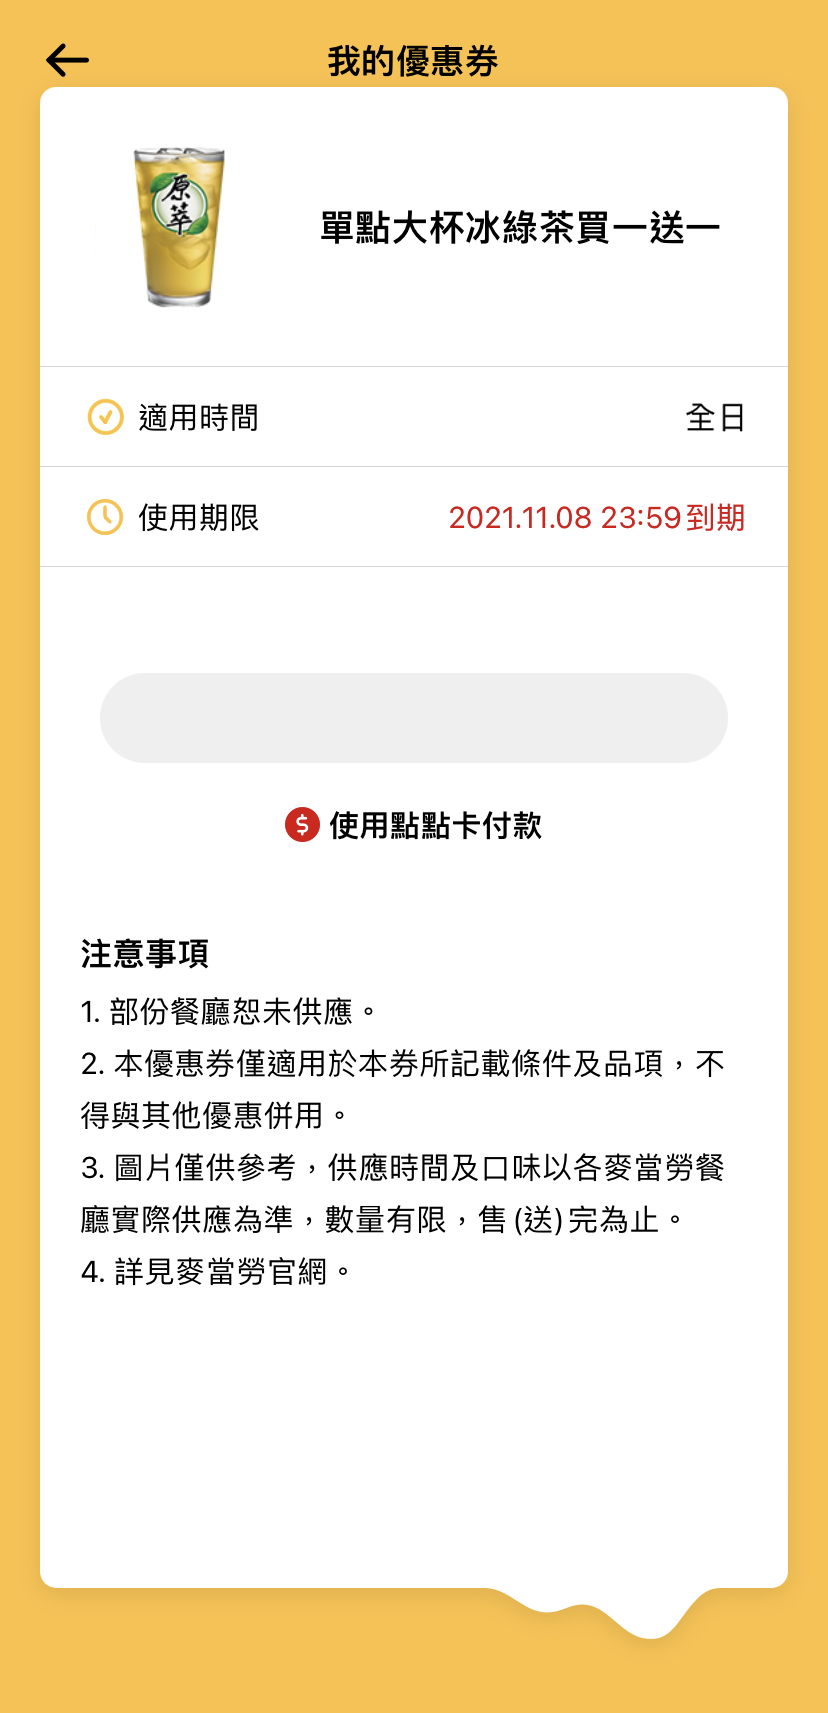 我的優惠券
原萃
單點大杯冰綠茶買一送一
適用時間
全日
使用期限
2021.11.08 23:59到期
$ 使用點點卡付款
注意事項
1. 部份餐廳恕未供應。
2. 本優惠券僅適用於本券所記載條件及品項，不
得與其他優惠併用。
3. 圖片僅供參考，供應時間及口味以各麥當勞餐
廳實際供應為準，數量有限，售(送)完為止。
4. 詳見麥當勞官網。